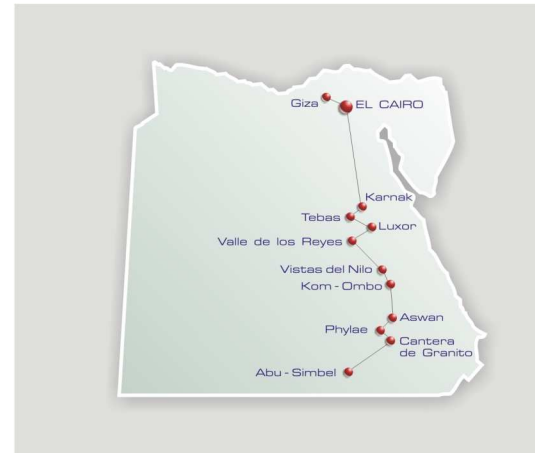 Giza
EL CAIRO
Karnak
Tebas
Luxor
Valle de los Reyes
Vistas del Nilo
Kom - Ombo
Aswan
Phylae
Cantera
de Granito
Abu - Simbel